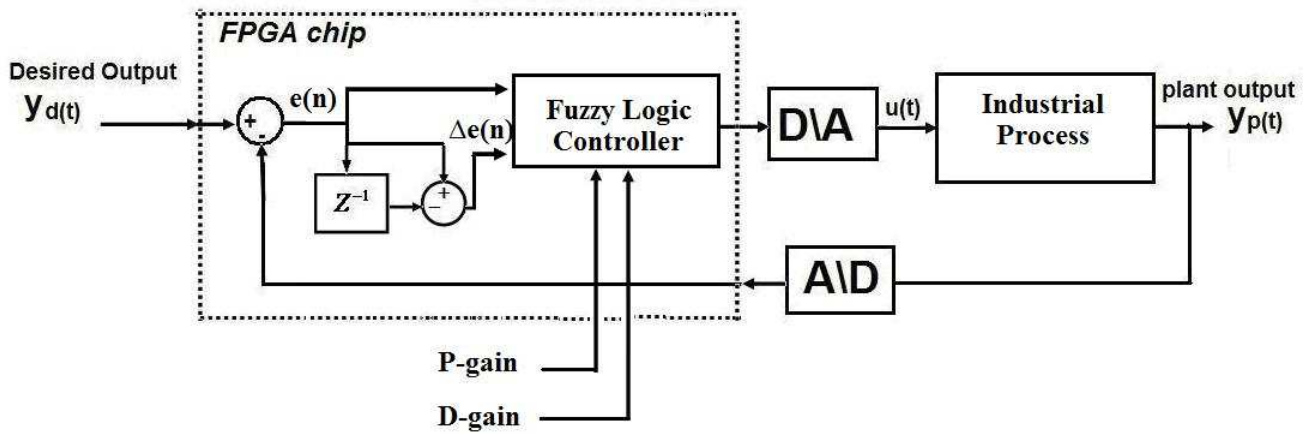 FPGA chip
Desired Output
yd(t)
+
-
e(n)
Δe(n)
Z⁻¹
+
−
Fuzzy Logic
Controller
D\A
u(t)
Industrial
Process
plant output
yp(t)
A\D
P-gain
D-gain